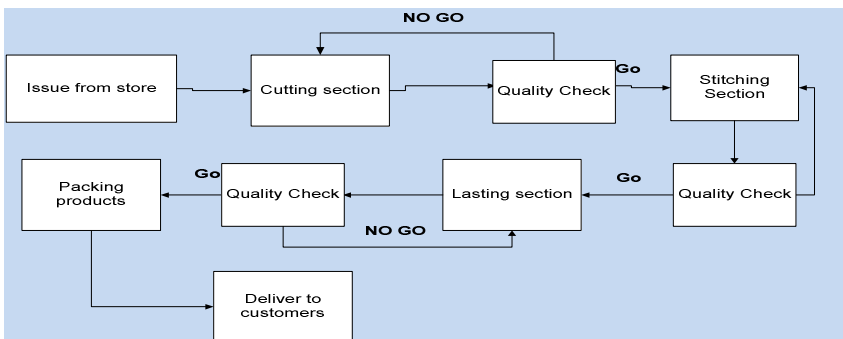 NO GO
Issue from store
Cutting section
Quality Check
Go
Stitching
Section
Quality Check
Go
Lasting section
Quality Check
NO GO
Go
Packing
products
Deliver to
customers